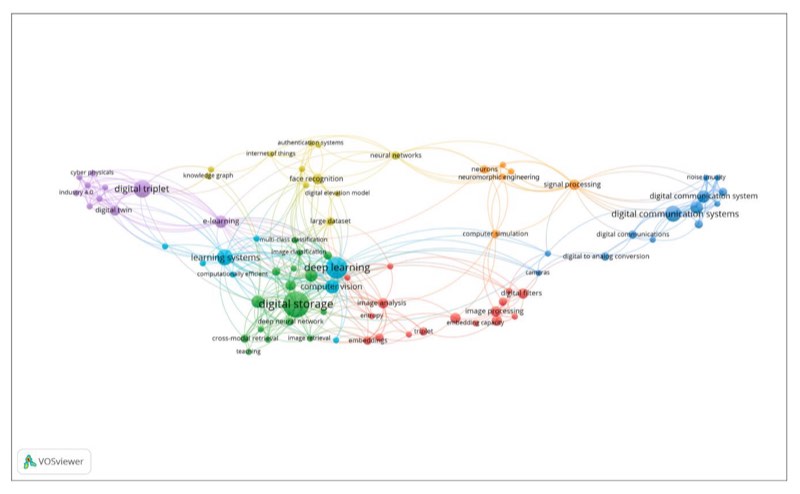 authentication systems
internet of things
neural networks
cyber physicals
knowledge graph
face recognition
neurons
neuromorphic engineering
signal processing
industry 4.0
digital triplet
digital elevation model
digital communication system
digital twin
e-learning
large dataset
digital communication systems
multi-class classification
computer simulation
digital communications
image classification
learning systems
digital to analog conversion
computationally efficient
deep learning
cameras
computer vision
digital filters
digital storage
image analysis
image processing
entropy
embedding capacity
deep neural network
triplet
cross-modal retrieval
image retrieval
embeddings
teaching
VOSviewer